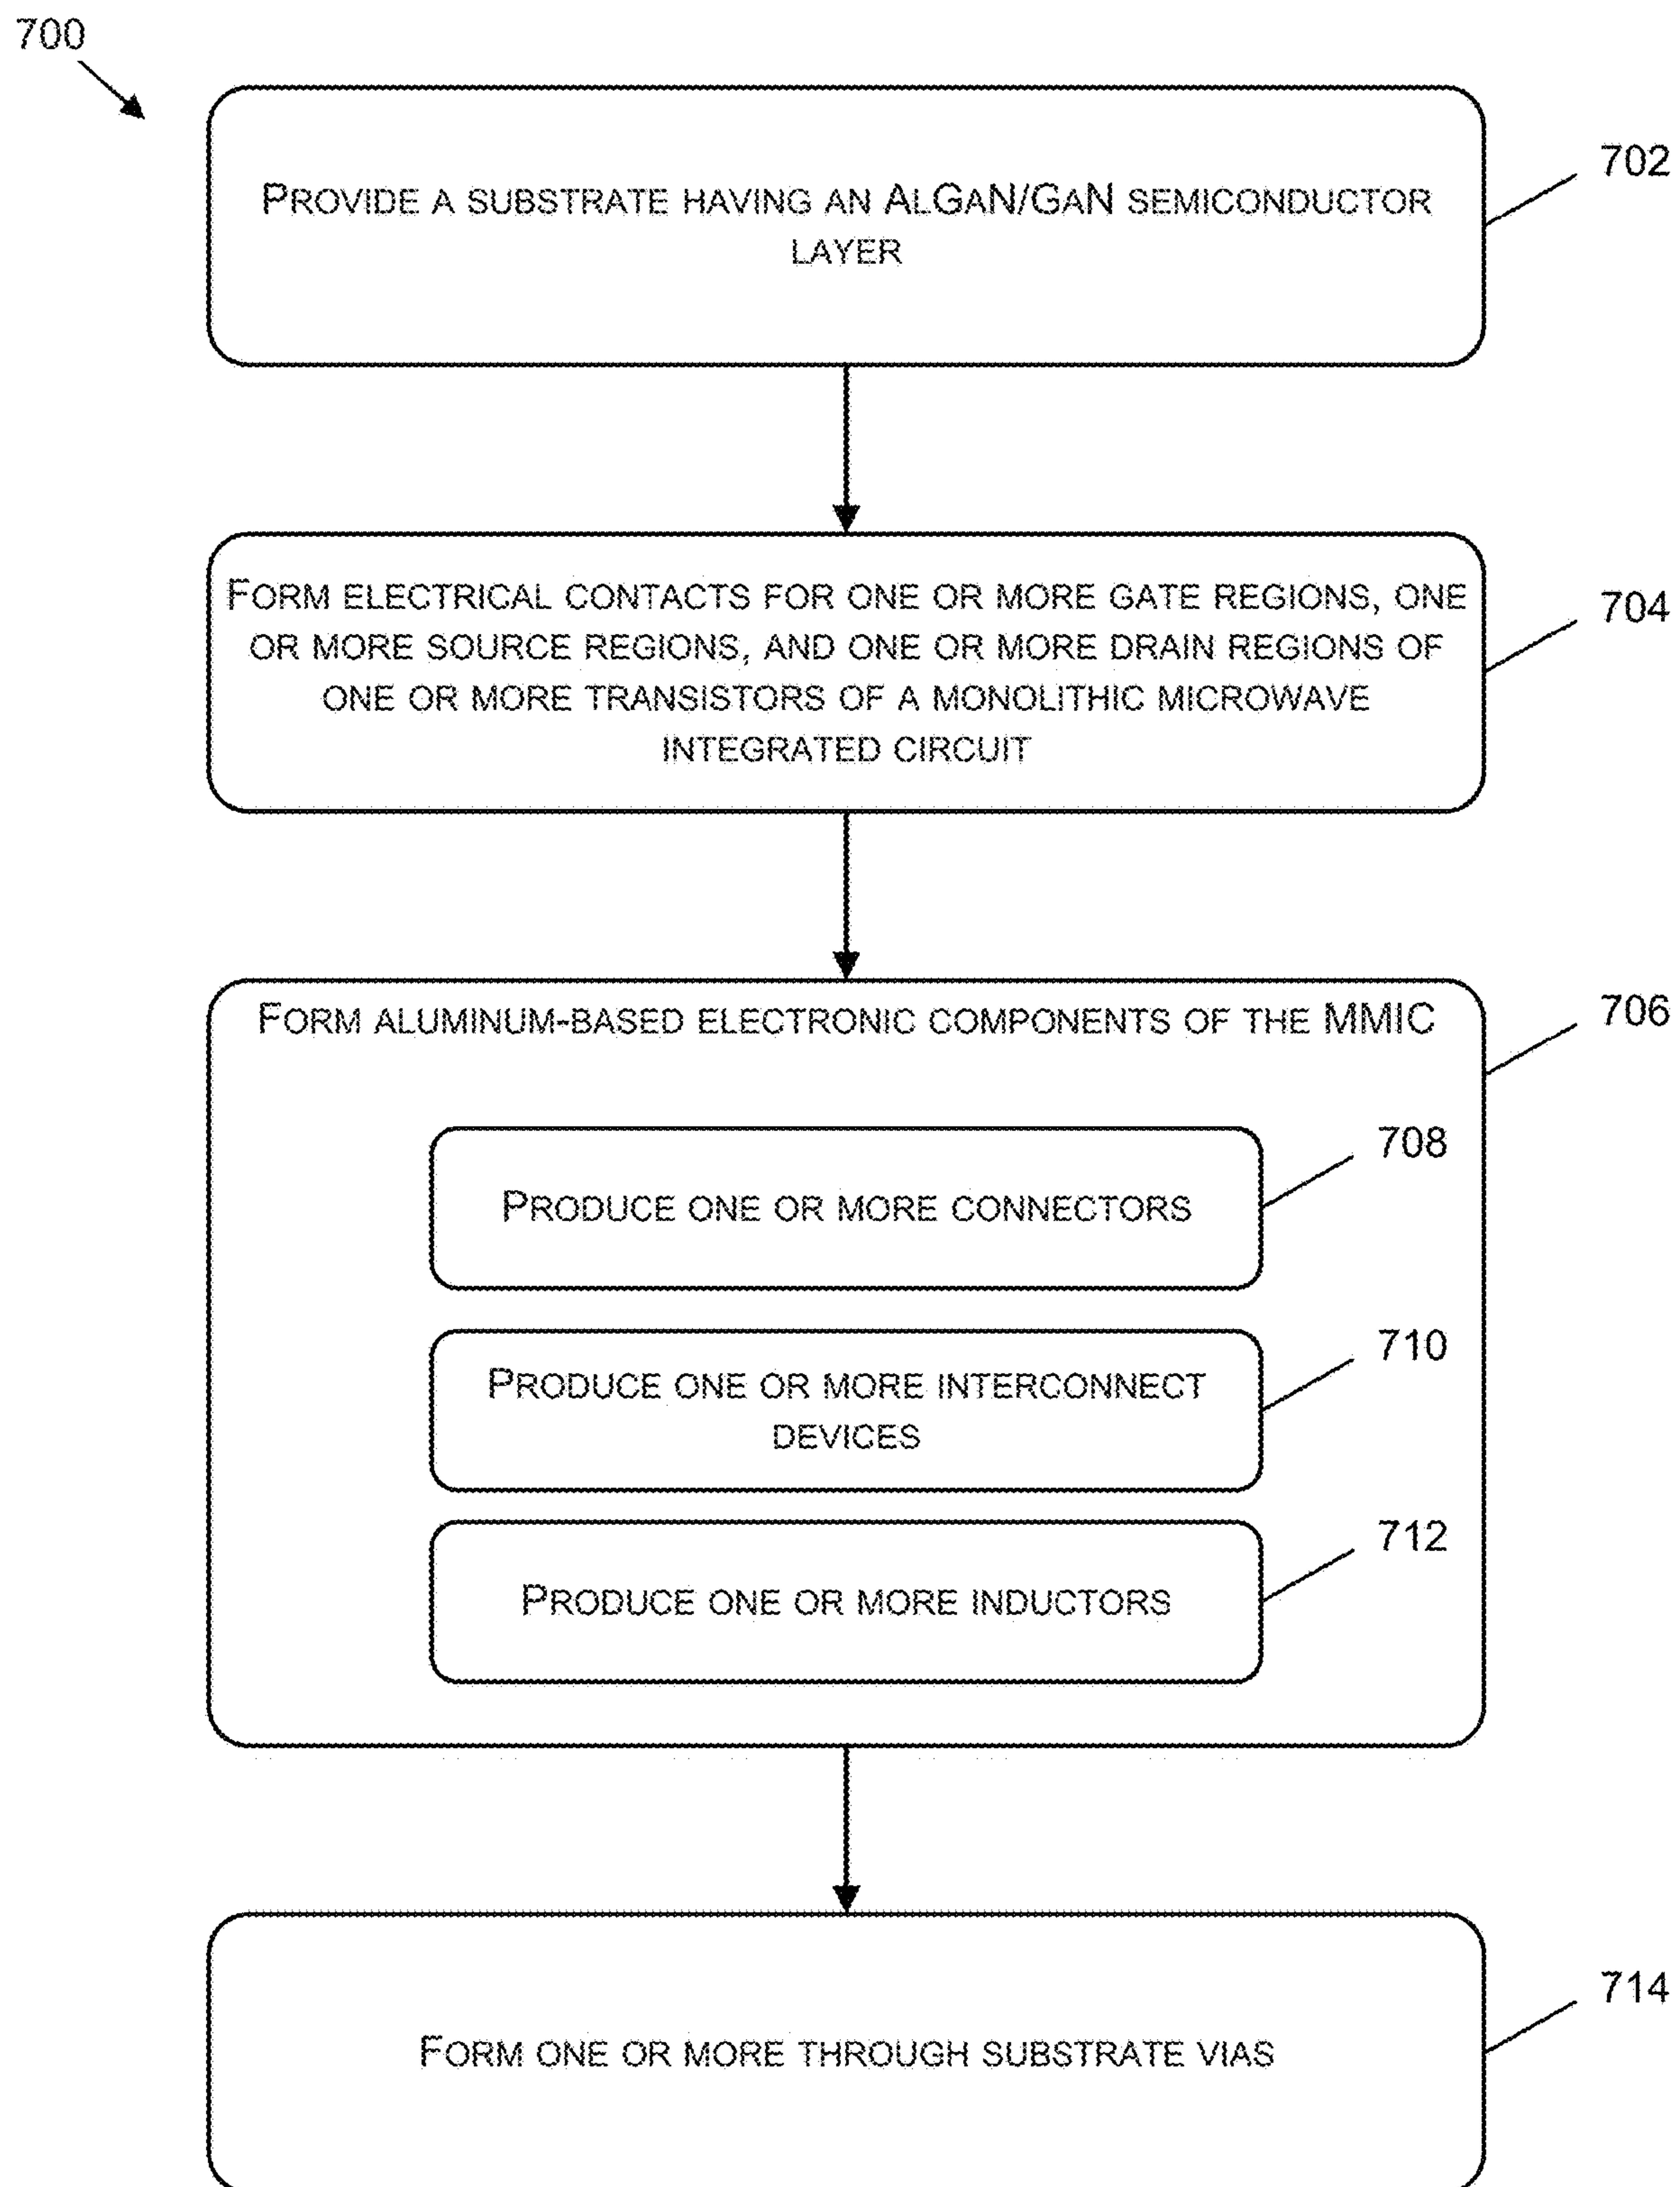 700
PROVIDE A SUBSTRATE HAVING AN ALGAN/GAN SEMICONDUCTOR
LAYER
702
FORM ELECTRICAL CONTACTS FOR ONE OR MORE GATE REGIONS, ONE
OR MORE SOURCE REGIONS, AND ONE OR MORE DRAIN REGIONS OF
ONE OR MORE TRANSISTORS OF A MONOLITHIC MICROWAVE
INTEGRATED CIRCUIT
704
FORM ALUMINUM-BASED ELECTRONIC COMPONENTS OF THE MMIC
706
PRODUCE ONE OR MORE CONNECTORS
708
PRODUCE ONE OR MORE INTERCONNECT
DEVICES
710
PRODUCE ONE OR MORE INDUCTORS
712
FORM ONE OR MORE THROUGH SUBSTRATE VIAS
714